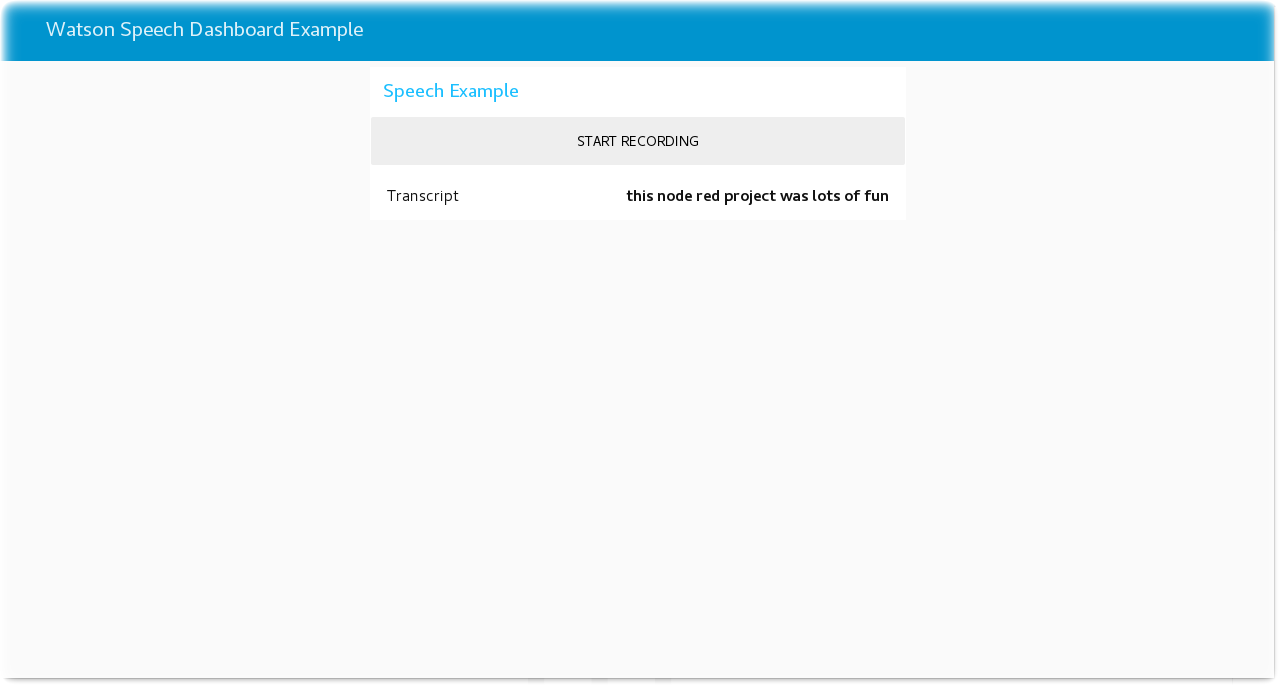 Watson Speech Dashboard Example
Speech Example
START RECORDING
Transcript this node red project was lots of fun